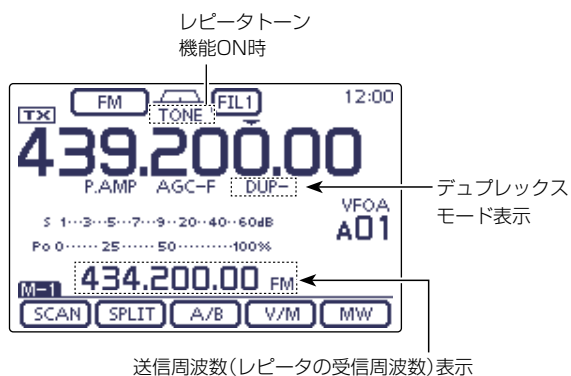 レピータトーン
機能ON時
FM FIL1 12:00
TX TONE
439.200.00
P.AMP AGC-F DUP-
デュプレックス
モード表示
VFOA
A01
S 1···3···5···7···9··20··40··60dB
Po 0······ 25 ······ 50 ··········100%
M-1 434.200.00 FM
SCAN SPLIT A/B V/M MW
送信周波数(レピータの受信周波数)表示